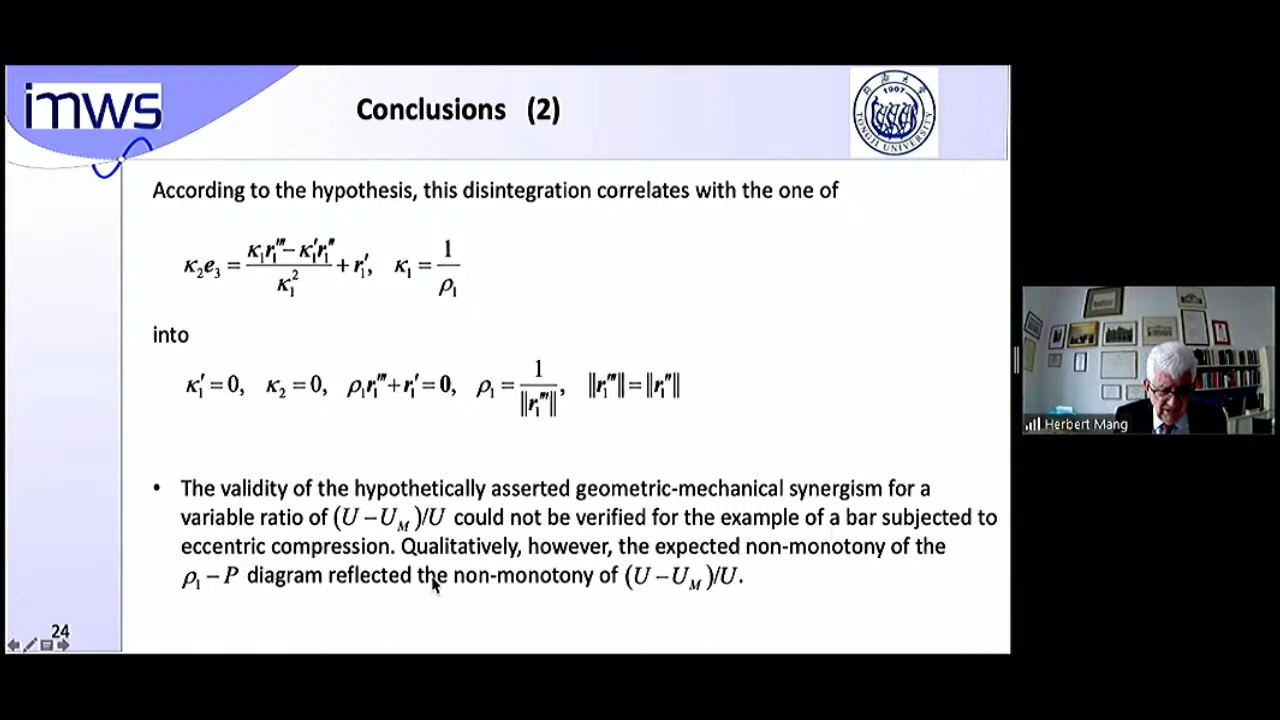 imws
Conclusions (2)
1907
TONGJI UNIVERSITY
According to the hypothesis, this disintegration correlates with the one of
κ₂e₃ = (κ₁r₁‴ − κ₁′r₁″)/κ₁² + r₁′, κ₁ = 1/ρ₁
into
κ₁′ = 0, κ₂ = 0, ρ₁r₁‴ + r₁′ = 0, ρ₁ = 1/‖r₁‴‖, ‖r₁‴‖ = ‖r₁″‖
• The validity of the hypothetically asserted geometric-mechanical synergism for a
variable ratio of (U − U_M)/U could not be verified for the example of a bar subjected to
eccentric compression. Qualitatively, however, the expected non-monotony of the
ρ₁ − P diagram reflected the non-monotony of (U − U_M)/U.
24
Herbert Mang